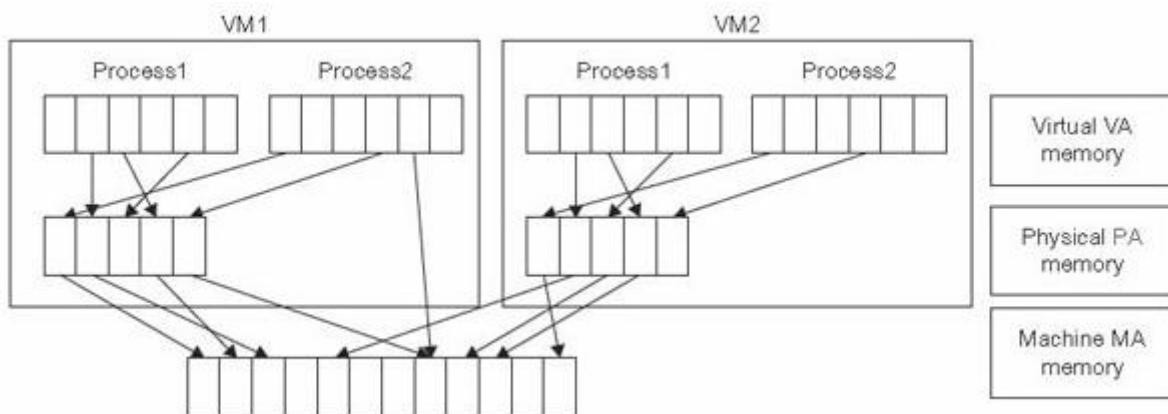 VM1
VM2
Process1
Process2
Process1
Process2
Virtual VA
memory
Physical PA
memory
Machine MA
memory